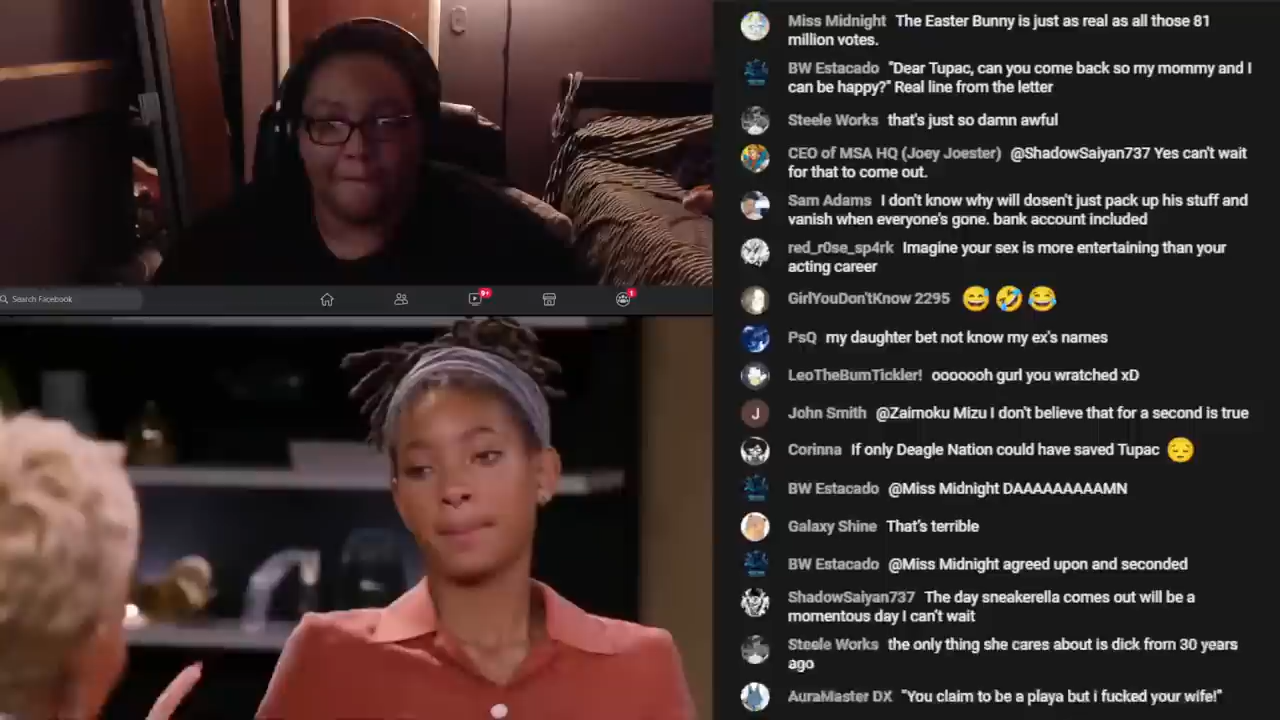 Miss Midnight The Easter Bunny is just as real as all those 81
million votes.
BW Estacado "Dear Tupac, can you come back so my mommy and I
can be happy?" Real line from the letter
Steele Works that's just so damn awful
CEO of MSA HQ (Joey Joester) @ShadowSaiyan737 Yes can't wait
for that to come out.
Sam Adams I don't know why will dosen't just pack up his stuff and
vanish when everyone's gone. bank account included
red_r0se_sp4rk Imagine your sex is more entertaining than your
acting career
Search Facebook
9+
1
GirlYouDon'tKnow 2295 😅 🤣 😂
PsQ my daughter bet not know my ex's names
LeoTheBumTickler! ooooooh gurl you wratched xD
J John Smith @Zaimoku Mizu I don't believe that for a second is true
Corinna If only Deagle Nation could have saved Tupac 😔
BW Estacado @Miss Midnight DAAAAAAAAAMN
Galaxy Shine That's terrible
BW Estacado @Miss Midnight agreed upon and seconded
ShadowSaiyan737 The day sneakerella comes out will be a
momentous day I can't wait
Steele Works the only thing she cares about is dick from 30 years
ago
AuraMaster DX "You claim to be a playa but i fucked your wife!"